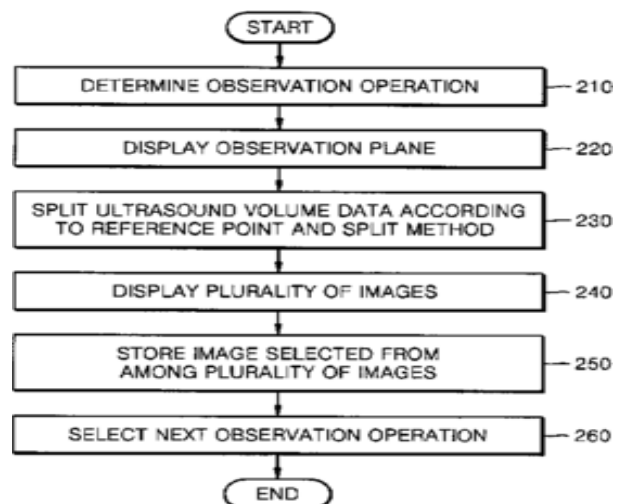 START
DETERMINE OBSERVATION OPERATION
210
DISPLAY OBSERVATION PLANE
220
SPLIT ULTRASOUND VOLUME DATA ACCORDING
TO REFERENCE POINT AND SPLIT METHOD
230
DISPLAY PLURALITY OF IMAGES
240
STORE IMAGE SELECTED FROM
AMONG PLURALITY OF IMAGES
250
SELECT NEXT OBSERVATION OPERATION
260
END